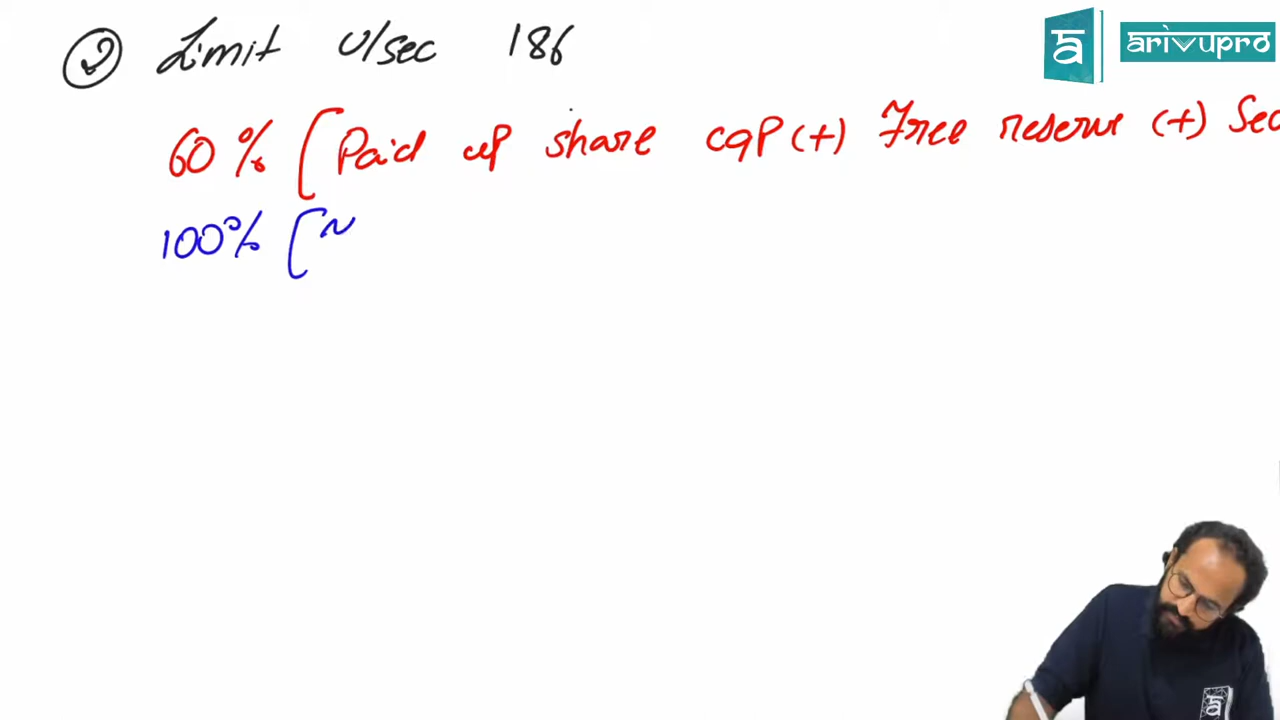 ② Limit u/sec 186
arivupro
60% [Paid up share cap (+) Free reserve (+) Sec
100% [~